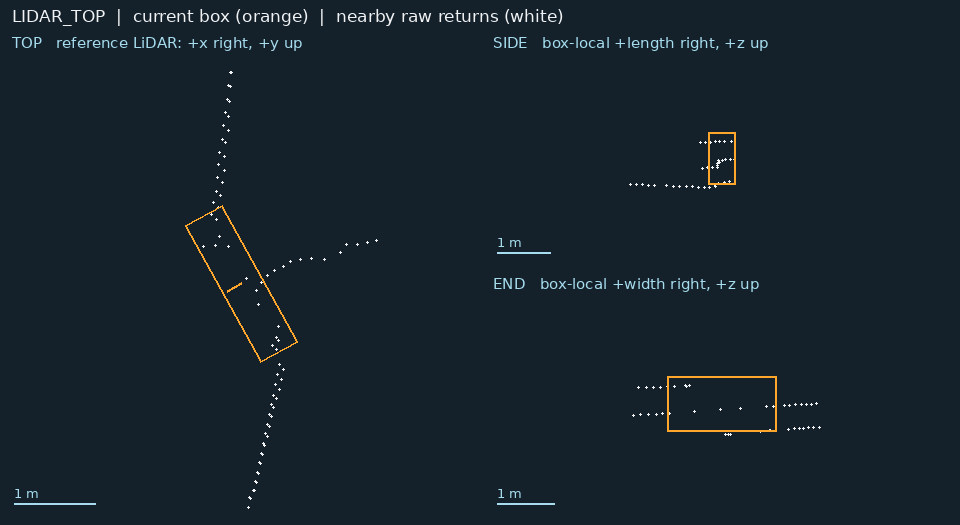 LIDAR_TOP | current box (orange) | nearby raw returns (white)
TOP reference LiDAR: +x right, +y up
SIDE box-local +length right, +z up
1 m
END box-local +width right, +z up
1 m
1 m